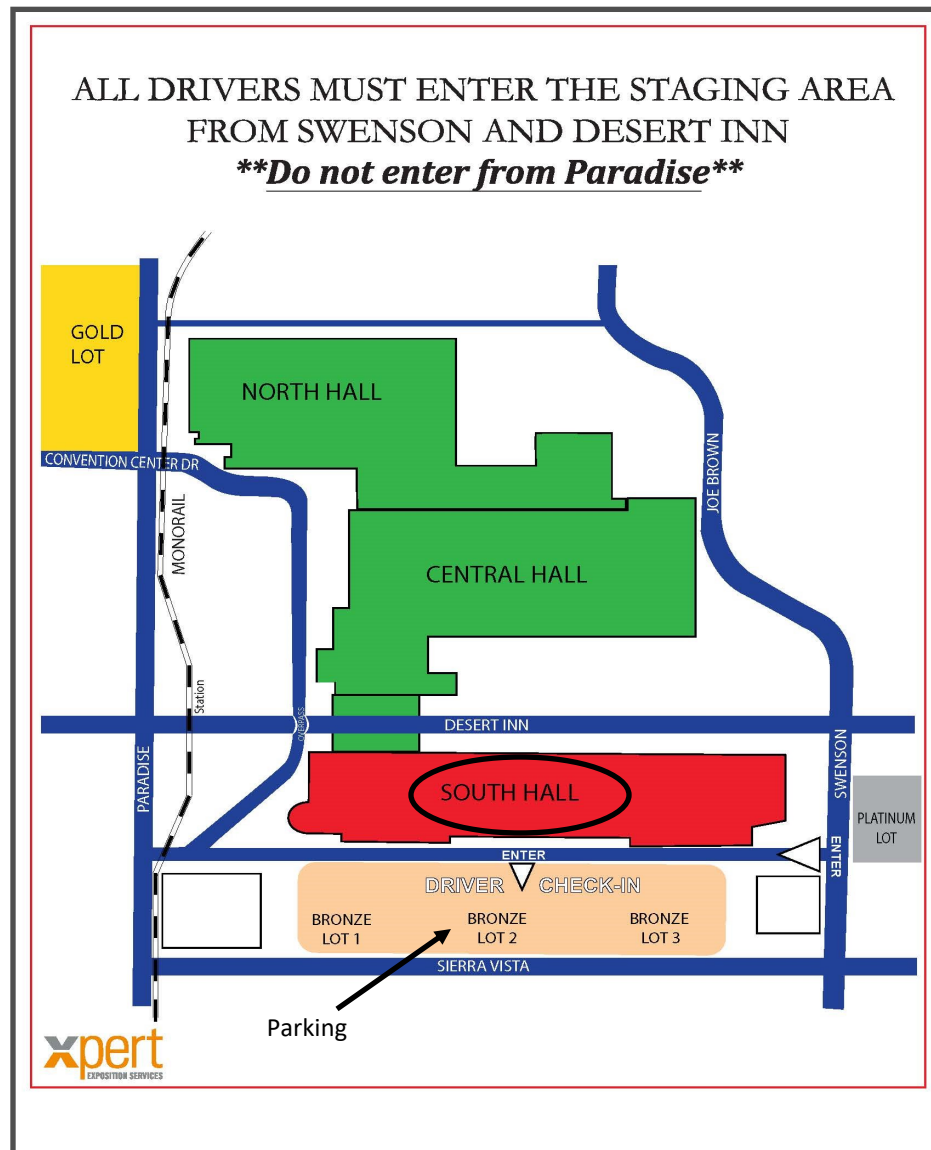 ALL DRIVERS MUST ENTER THE STAGING AREA
FROM SWENSON AND DESERT INN
**Do not enter from Paradise**
GOLD
LOT
NORTH HALL
CONVENTION CENTER DR
MONORAIL
JOE BROWN
CENTRAL HALL
Station
OVERPASS
DESERT INN
PARADISE
SWENSON
SOUTH HALL
PLATINUM
LOT
ENTER
ENTER
DRIVER CHECK-IN
BRONZE
LOT 1
BRONZE
LOT 2
BRONZE
LOT 3
SIERRA VISTA
Parking
xpert
EXPOSITION SERVICES